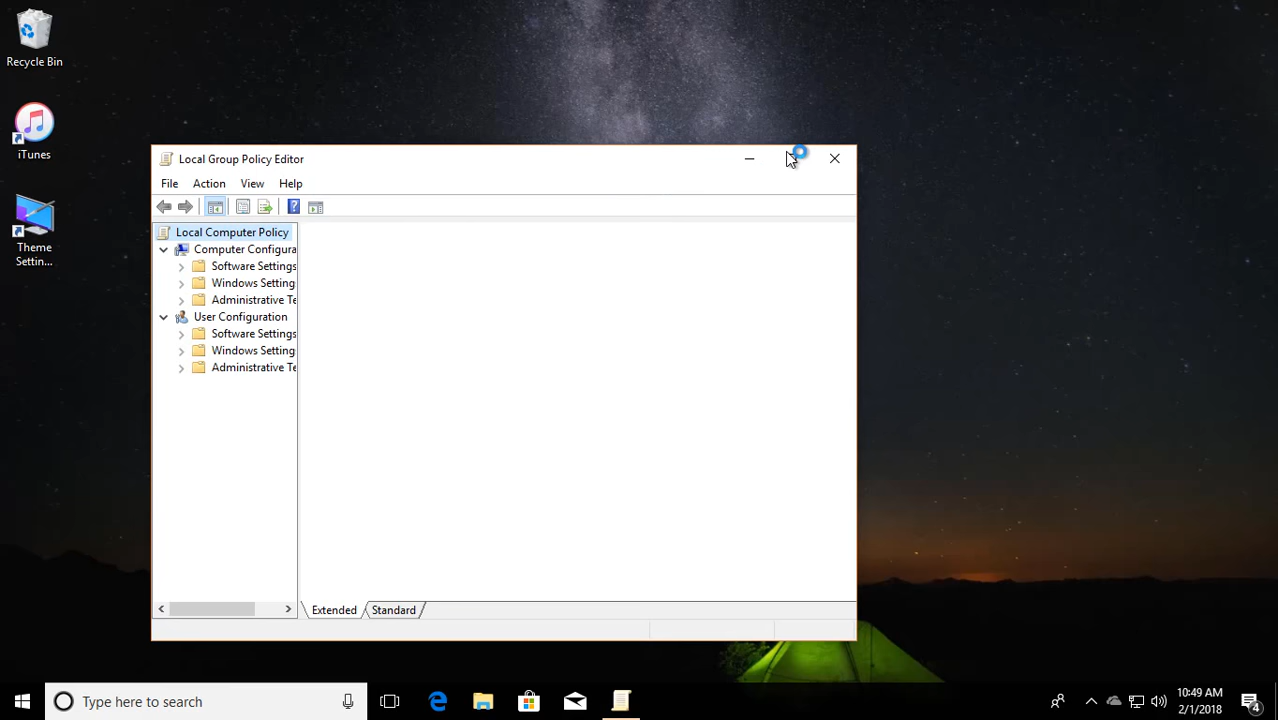 Recycle Bin
iTunes
Theme
Settin...
Local Group Policy Editor
File Action View Help
Local Computer Policy
Computer Configura
Software Settings
Windows Setting
Administrative Te
User Configuration
Software Settings
Windows Setting
Administrative Te
Extended Standard
Type here to search
10:49 AM
2/1/2018
4